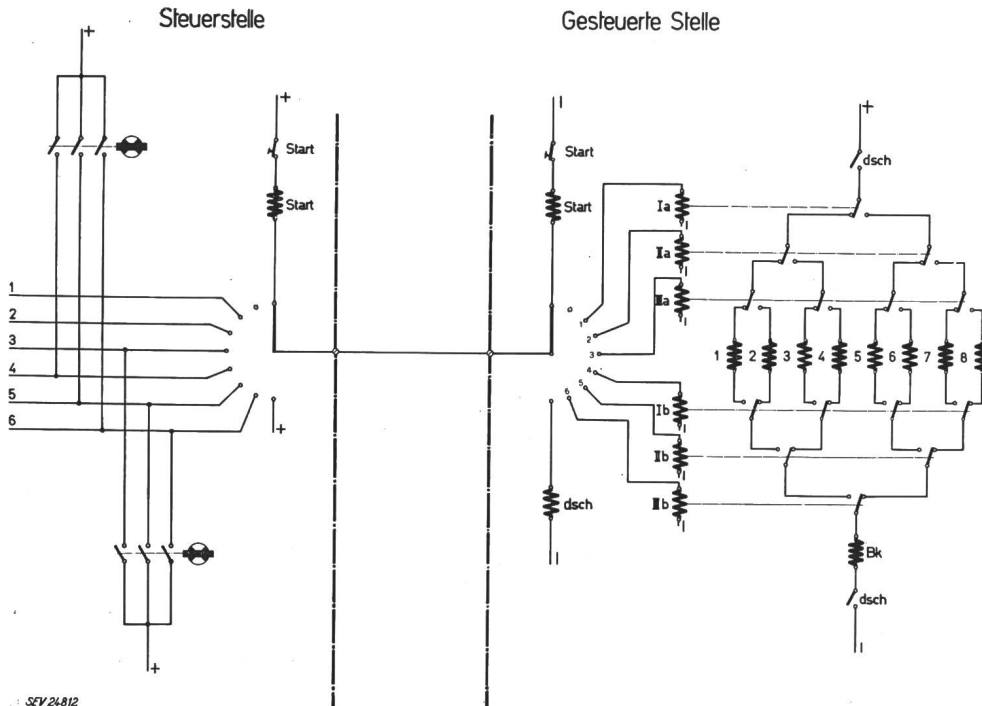 Steuerstelle
Gesteuerte Stelle
+
+
+
dsch
Start
Start
Start
Start
Ia
IIa
IIIa
1
2
3
4
5
6
1
2
3
4
5
6
1 2 3 4 5 6 7 8
Ib
IIb
IIIb
+
dsch
Bk
dsch
+
SEV 24812